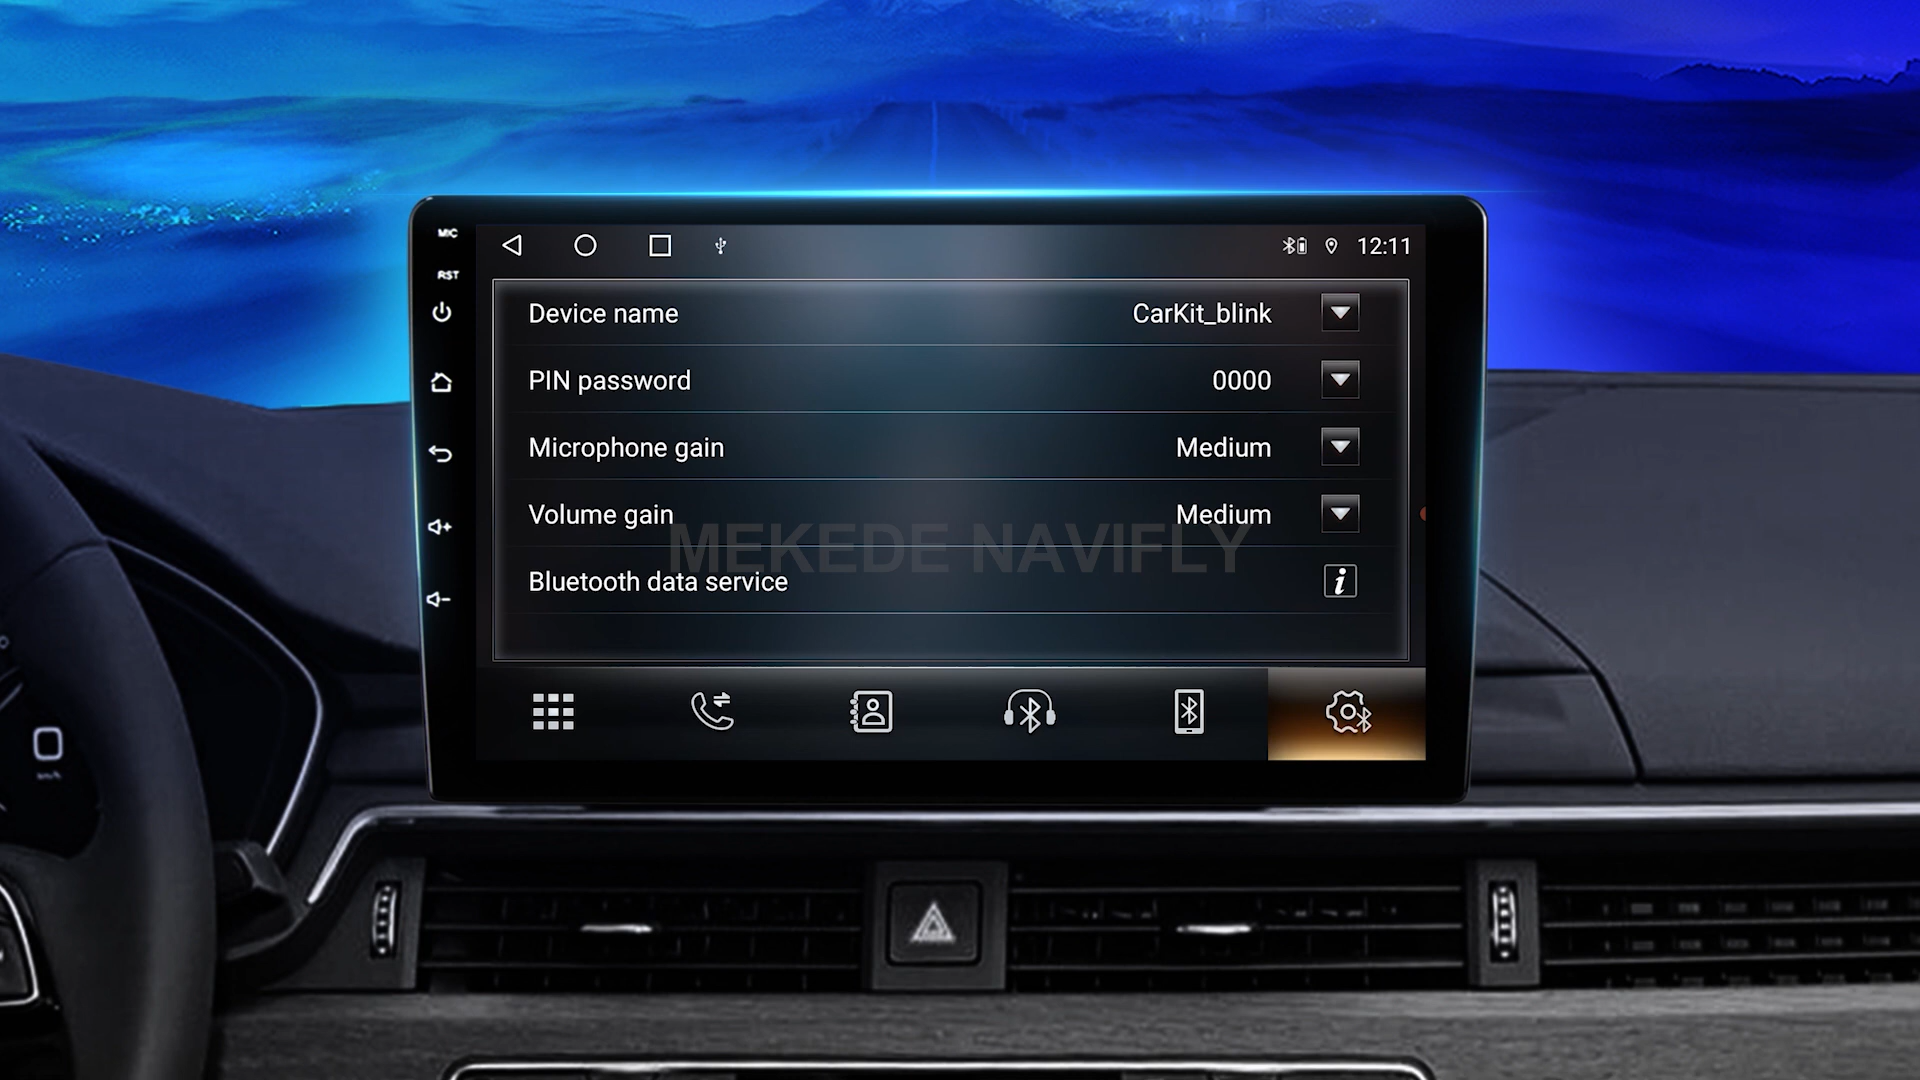 MIC
RST
12:11
Device name CarKit_blink
PIN password 0000
Microphone gain Medium
Volume gain Medium
MEKEDE NAVIFLY
Bluetooth data service